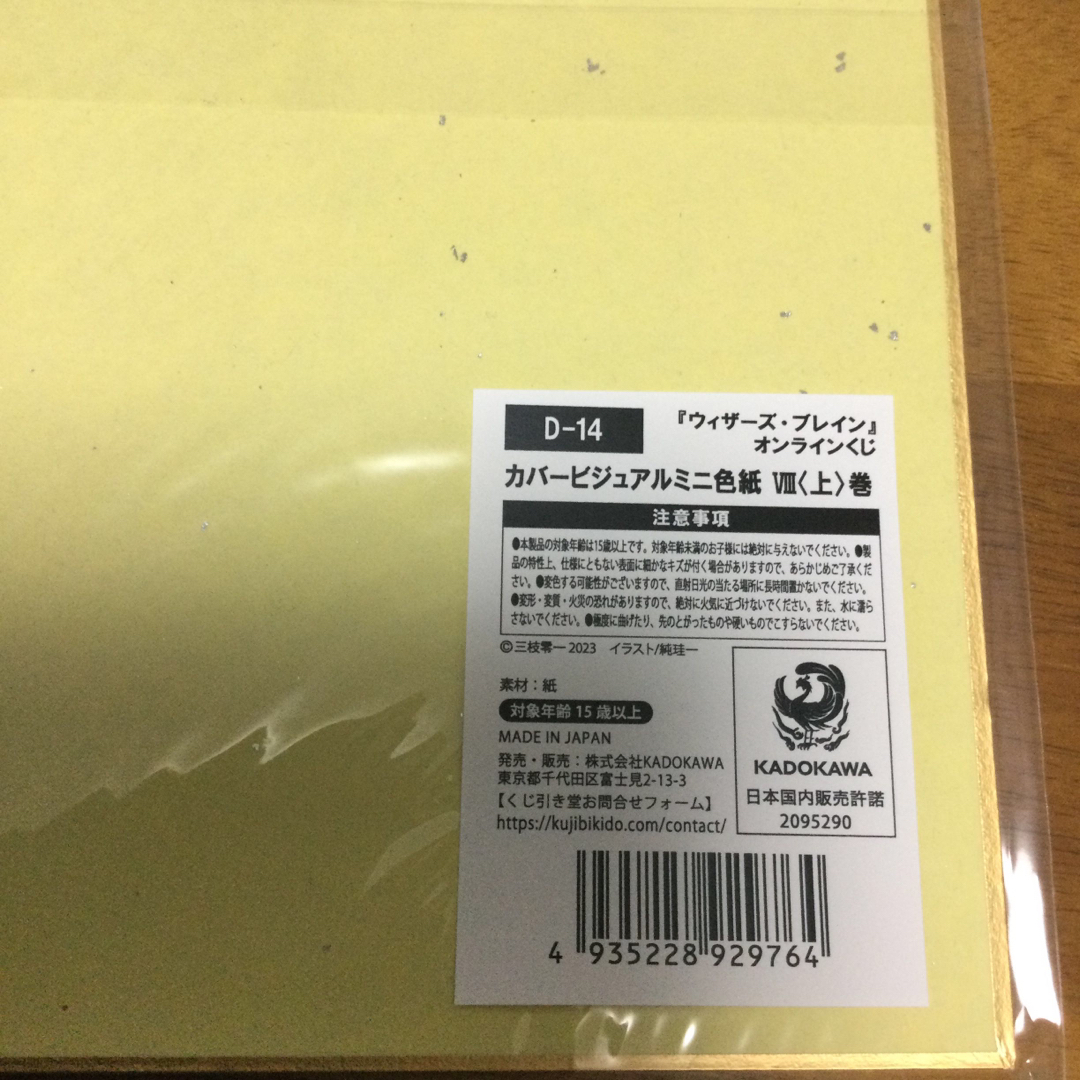 D-14
『ウィザーズ・ブレイン』
オンラインくじ
カバービジュアルミニ色紙 Ⅷ〈上〉巻
注意事項
●本製品の対象年齢は15歳以上です。対象年齢未満のお子様には絶対に与えないでください。●製
品の特性上、仕様にともない表面に細かなキズが付く場合がありますので、あらかじめご了承くだ
さい。●変色する可能性がございますので、直射日光の当たる場所に長時間置かないでください。
●変形・変質・火災の恐れがありますので、絶対に火気に近づけないでください。また、水に濡ら
さないでください。●極度に曲げたり、先のとがったものや硬いものでこすらないでください。
©三枝零一 2023 イラスト/純珪一
素材：紙
対象年齢 15 歳以上
MADE IN JAPAN
発売・販売：株式会社KADOKAWA
東京都千代田区富士見2-13-3
【くじ引き堂お問合せフォーム】
https://kujibikido.com/contact/
KADOKAWA
日本国内販売許諾
2095290
4 935228 929764